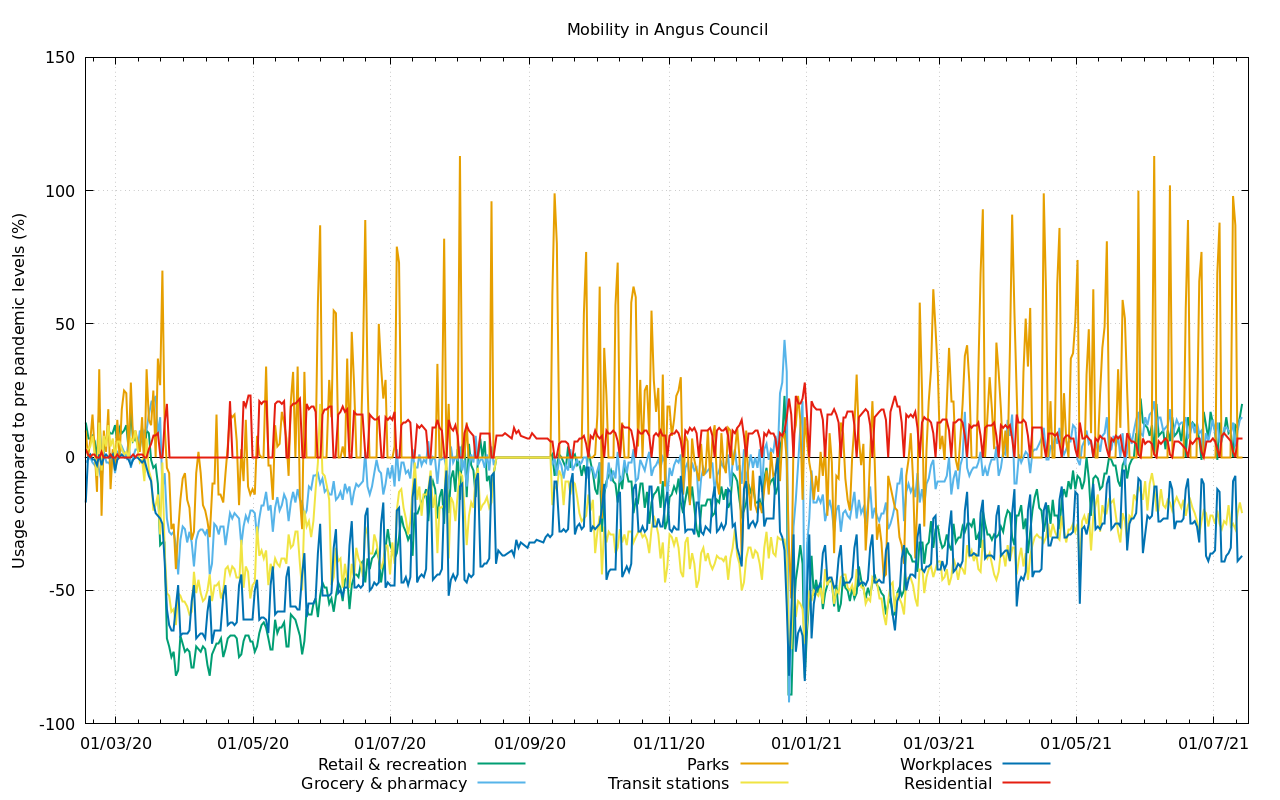 Mobility in Angus Council
Usage compared to pre pandemic levels (%)
150
100
50
0
-50
-100
01/03/20 01/05/20 01/07/20 01/09/20 01/11/20 01/01/21 01/03/21 01/05/21 01/07/21
Retail & recreation Parks Workplaces
Grocery & pharmacy Transit stations Residential